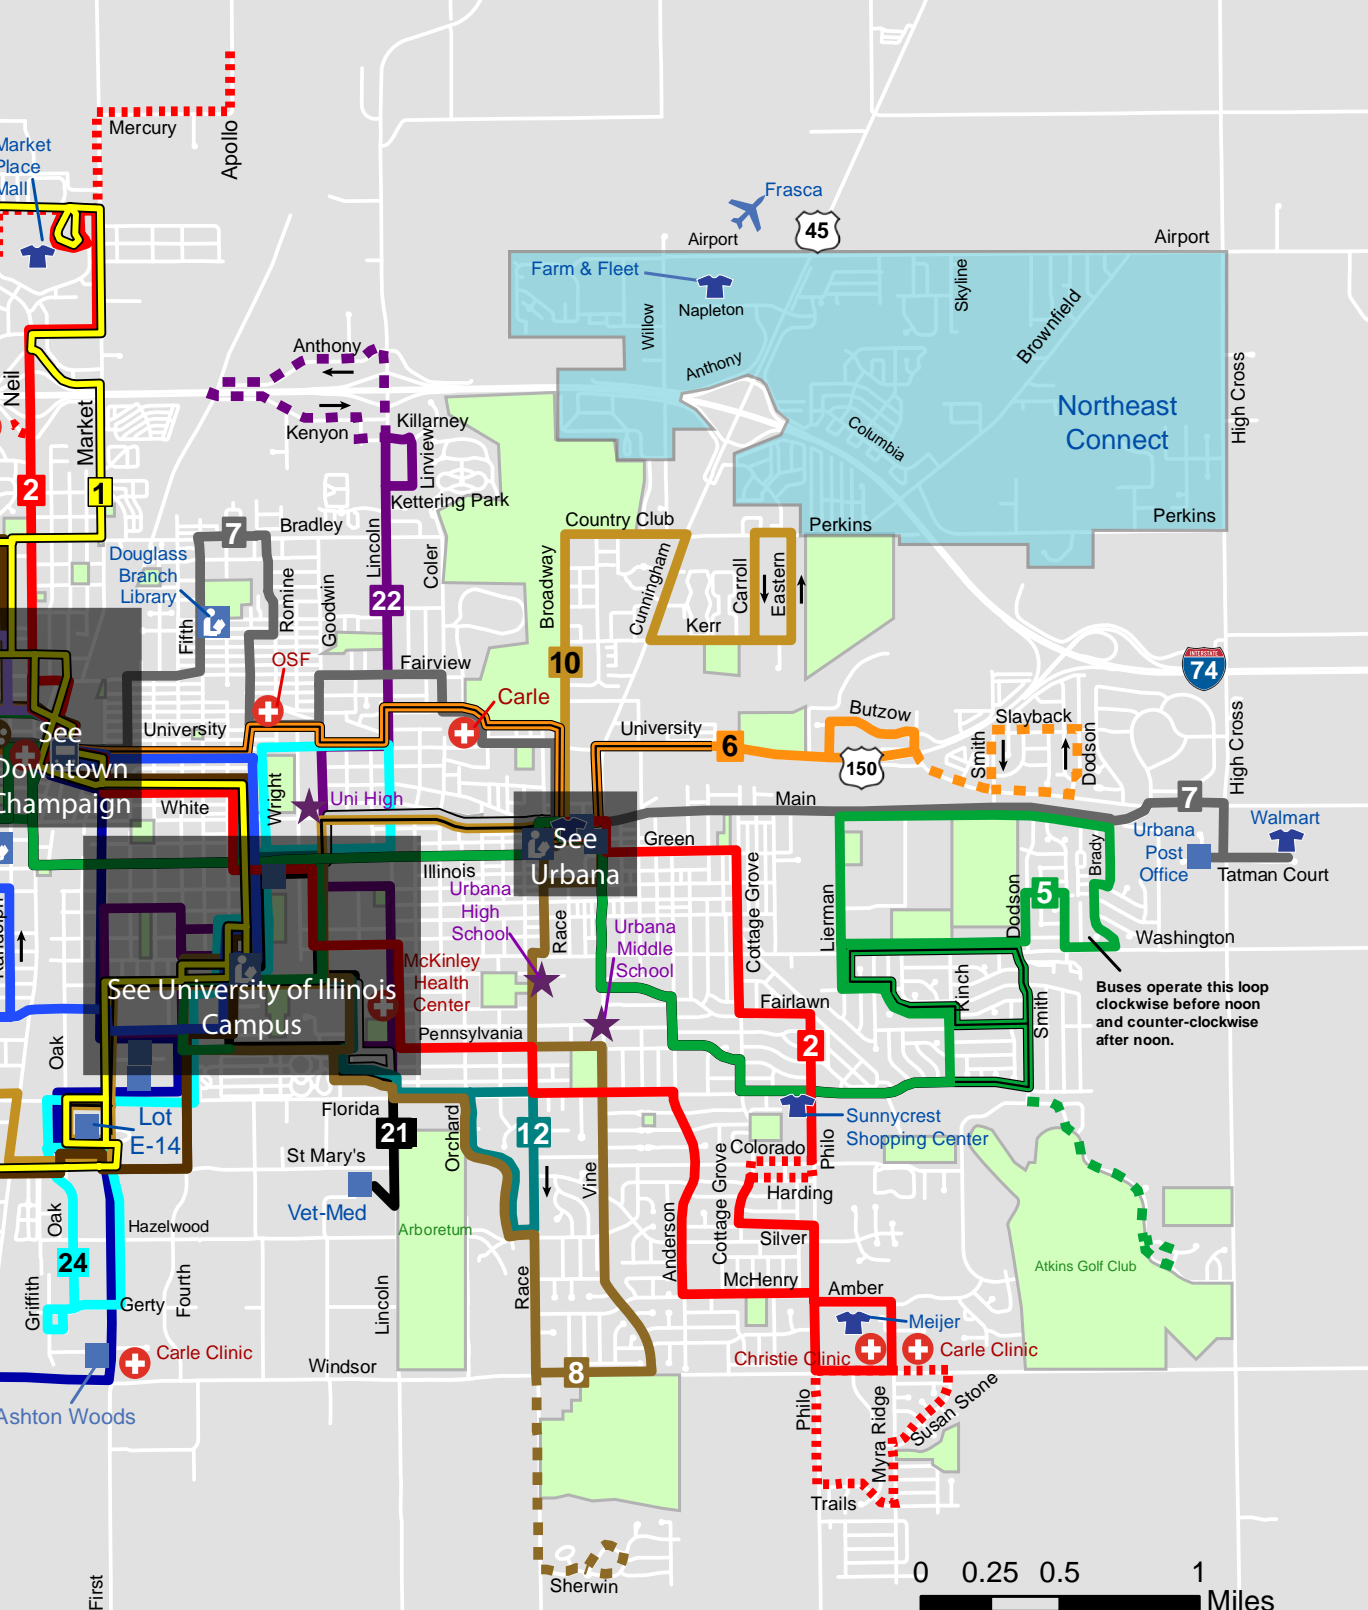 Mercury
Apollo
Market
Place
Mall
Frasca
45
Airport
Airport
Farm & Fleet
Napleton
Willow
Skyline
Brownfield
Anthony
Anthony
Northeast
Connect
High Cross
Neil
Market
Kenyon
Killarney
Linview
Columbia
Kettering Park
2
1
Bradley
7
Country Club
Perkins
Perkins
Douglass
Branch
Library
Lincoln
Coler
Broadway
Cunningham
Carroll
Eastern
Romine
Goodwin
22
Fifth
Kerr
OSF
Fairview
10
INTERSTATE
74
Carle
See
Downtown
Champaign
University
University
6
Butzow
Slayback
Smith
Dodson
High Cross
150
7
Wright
Uni High
White
Main
Walmart
Urbana
Post
Office
Tatman Court
See
Urbana
Green
Illinois
Urbana
High
School
Race
Cottage Grove
Lierman
Dodson
5
Brady
Urbana
Middle
School
Washington
Randolph
McKinley
Health
Center
See University of Illinois
Campus
Kinch
Smith
Buses operate this loop
clockwise before noon
and counter-clockwise
after noon.
Fairlawn
Oak
Pennsylvania
2
Lot
E-14
Florida
21
Orchard
12
Sunnycrest
Shopping Center
St Mary's
Colorado
Philo
Vet-Med
Vine
Harding
Oak
Hazelwood
Arboretum
Anderson
Cottage Grove
Silver
24
Griffith
Gerty
Fourth
Lincoln
Race
McHenry
Amber
Atkins Golf Club
Meijer
Carle Clinic
Christie Clinic
Carle Clinic
Windsor
8
Ashton Woods
Philo
Myra Ridge
Susan Stone
Trails
First
Sherwin
0 0.25 0.5 1
Miles